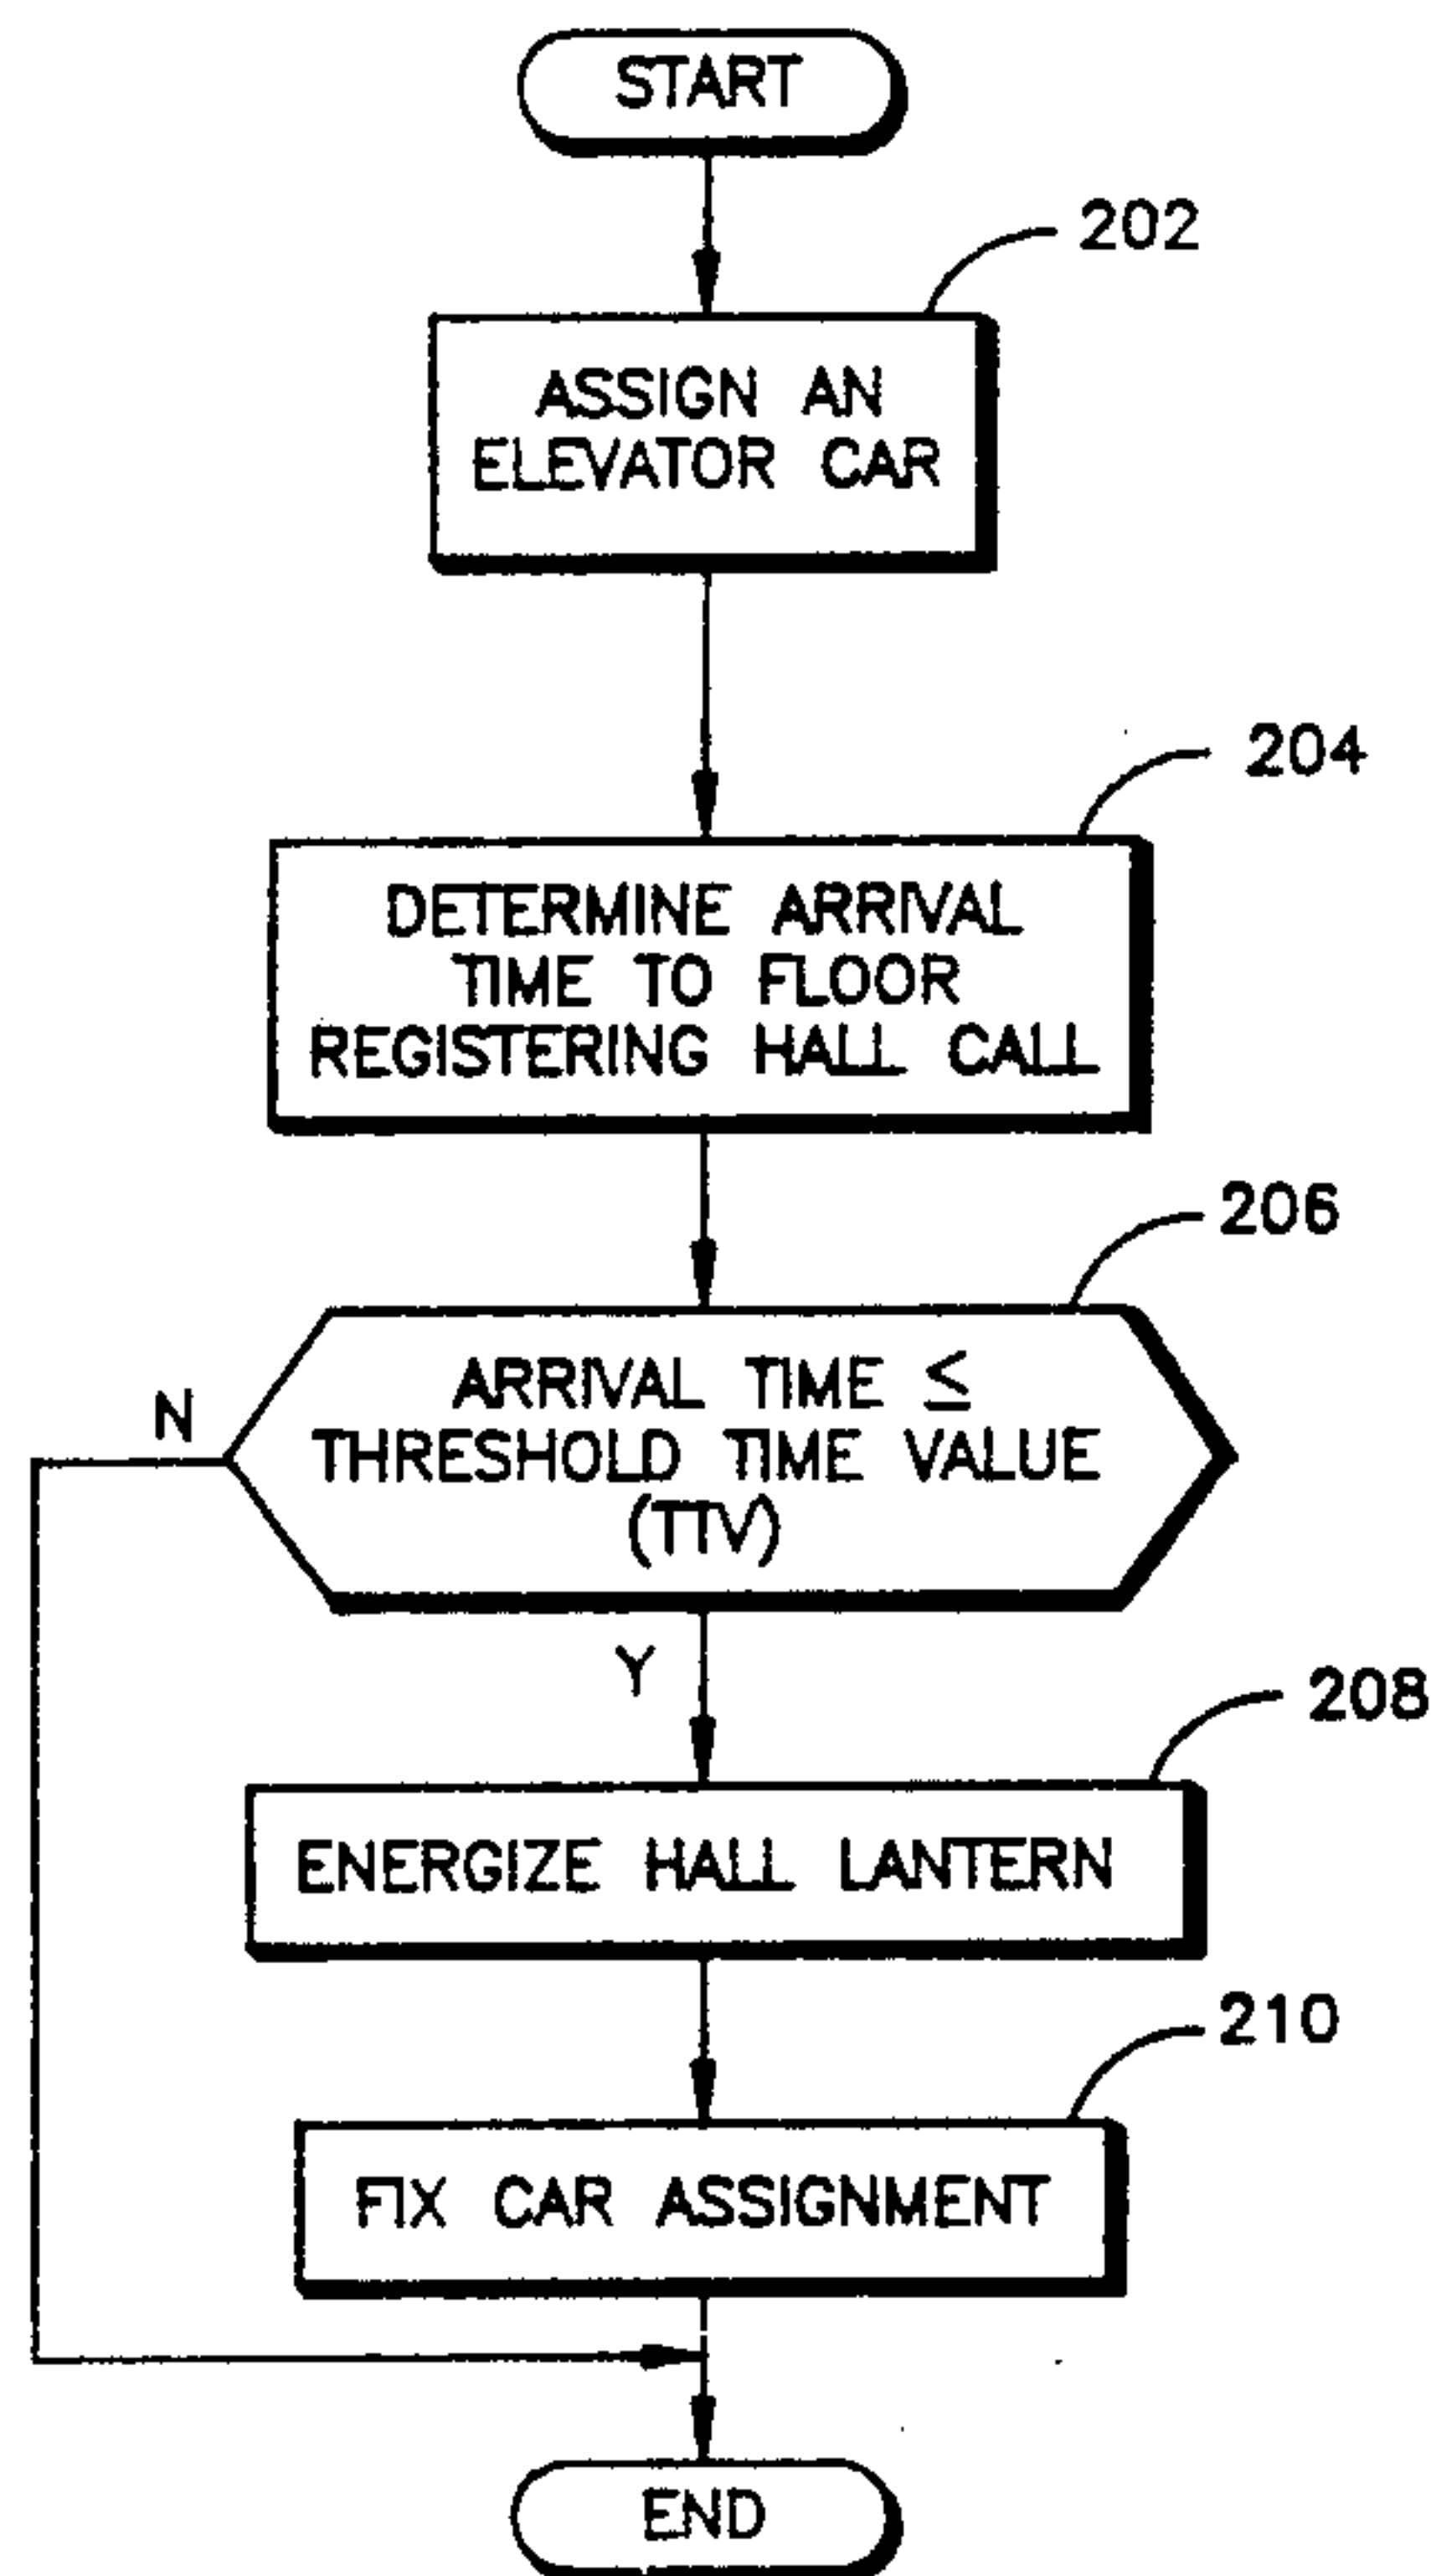 START
202
ASSIGN AN
ELEVATOR CAR
204
DETERMINE ARRIVAL
TIME TO FLOOR
REGISTERING HALL CALL
206
ARRIVAL TIME ≤
THRESHOLD TIME VALUE
(TTV)
N
Y
208
ENERGIZE HALL LANTERN
210
FIX CAR ASSIGNMENT
END